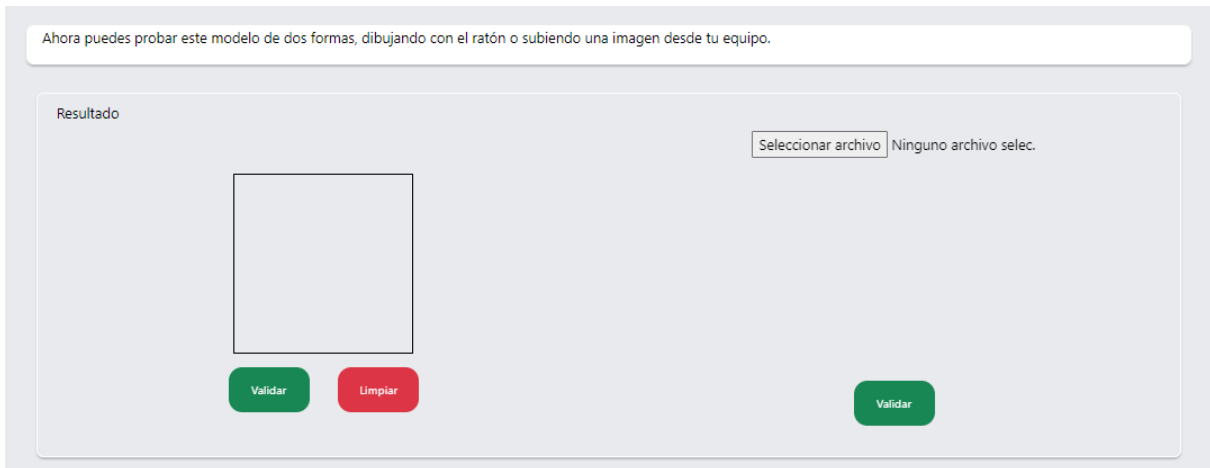 Ahora puedes probar este modelo de dos formas, dibujando con el ratón o subiendo una imagen desde tu equipo.
Resultado
Seleccionar archivo Ninguno archivo selec.
Validar Limpiar
Validar